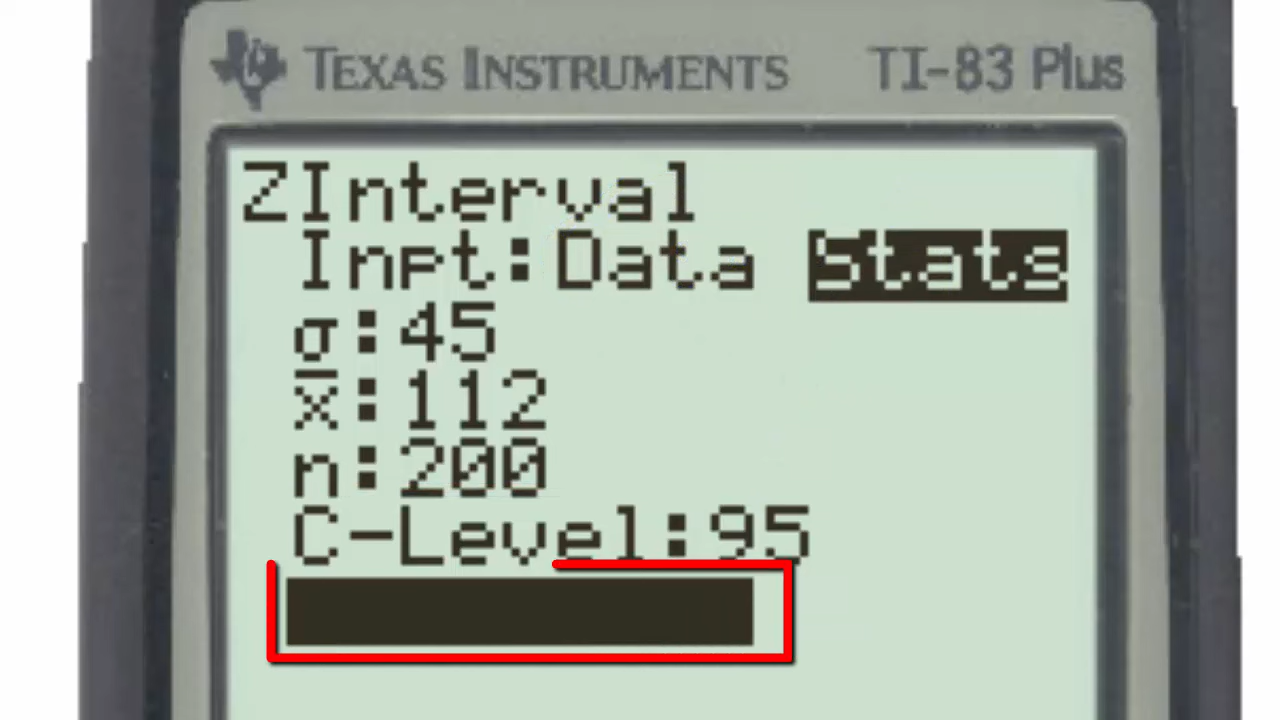 TEXAS INSTRUMENTS TI-83 Plus
ZInterval
Inpt:Data Stats
σ:45
x̄:112
n:200
C-Level:95